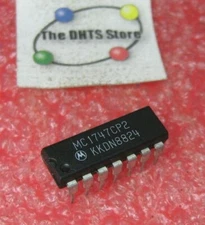 The DHTS Store
MC1747CP2
KKDN8824